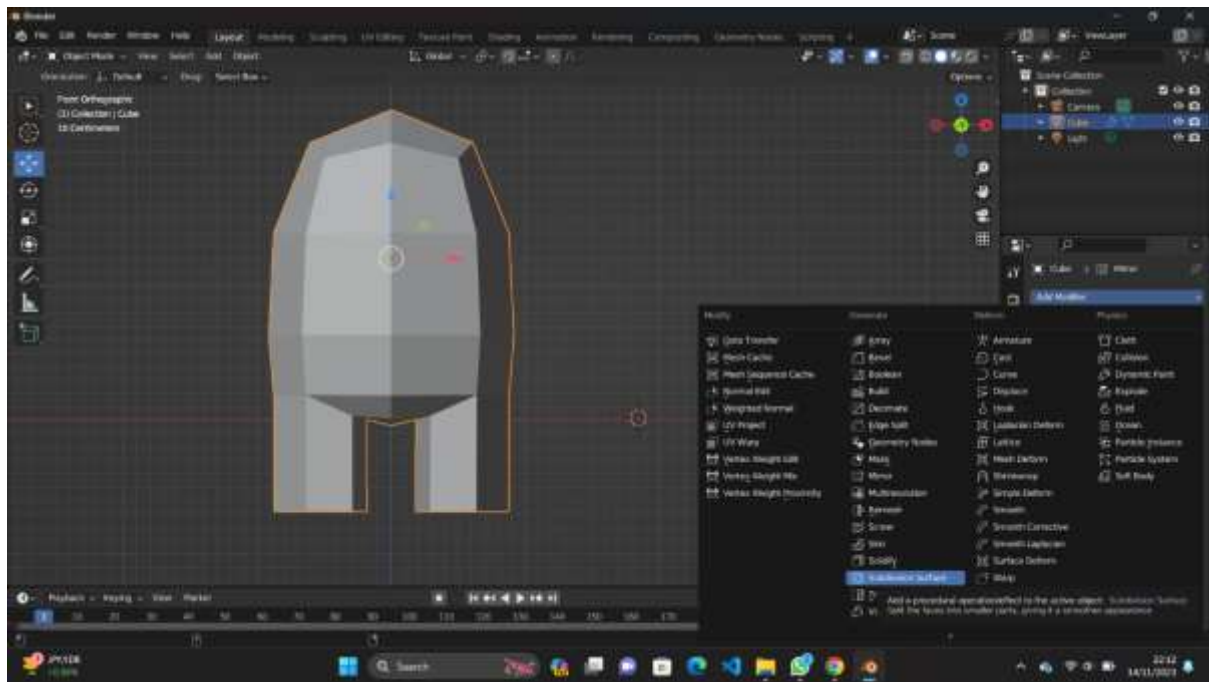 Blender
File Edit Render Window Help Layout Modeling Sculpting UV Editing Texture Paint Shading Animation Rendering Compositing Geometry Nodes Scripting + Scene ViewLayer
Object Mode View Select Add Object Global
Orientation: Default Drag: Select Box Options
Front Orthographic
(1) Collection | Cube
10 Centimeters
Scene Collection
Collection
Camera
Cube
Light
Cube Mirror
Add Modifier
Modify Generate Deform Physics
Data Transfer Array Armature Cloth
Mesh Cache Bevel Cast Collision
Mesh Sequence Cache Boolean Curve Dynamic Paint
Normal Edit Build Displace Explode
Weighted Normal Decimate Hook Fluid
UV Project Edge Split Laplacian Deform Ocean
UV Warp Geometry Nodes Lattice Particle Instance
Vertex Weight Edit Mask Mesh Deform Particle System
Vertex Weight Mix Mirror Shrinkwrap Soft Body
Vertex Weight Proximity Multiresolution Simple Deform
Remesh Smooth
Screw Smooth Corrective
Skin Smooth Laplacian
Solidify Surface Deform
Subdivision Surface Warp
Add a procedural operation/effect to the active object: Subdivision Surface
Split the faces into smaller parts, giving it a smoother appearance
Playback Keying View Marker
JPY/IDR
Search
22:12
14/11/2023